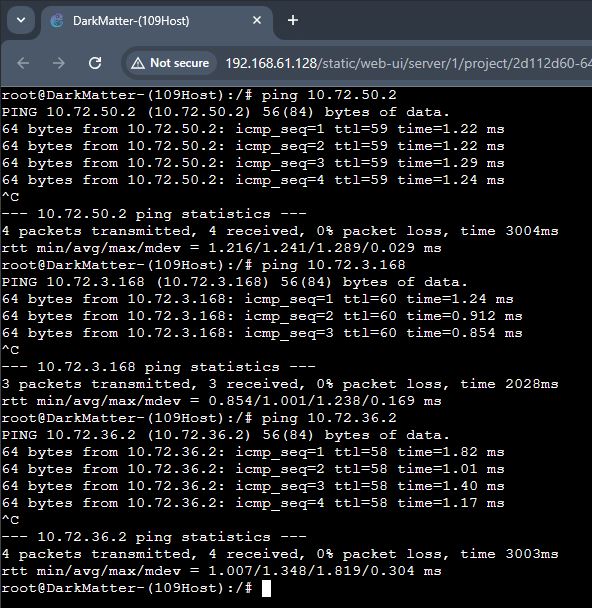 DarkMatter-(109Host)
Not secure
192.168.61.128/static/web-ui/server/1/project/2d112d60-64
root@DarkMatter-(109Host):/# ping 10.72.50.2
PING 10.72.50.2 (10.72.50.2) 56(84) bytes of data.
64 bytes from 10.72.50.2: icmp_seq=1 ttl=59 time=1.22 ms
64 bytes from 10.72.50.2: icmp_seq=2 ttl=59 time=1.22 ms
64 bytes from 10.72.50.2: icmp_seq=3 ttl=59 time=1.29 ms
64 bytes from 10.72.50.2: icmp_seq=4 ttl=59 time=1.24 ms
^C
--- 10.72.50.2 ping statistics ---
4 packets transmitted, 4 received, 0% packet loss, time 3004ms
rtt min/avg/max/mdev = 1.216/1.241/1.289/0.029 ms
root@DarkMatter-(109Host):/# ping 10.72.3.168
PING 10.72.3.168 (10.72.3.168) 56(84) bytes of data.
64 bytes from 10.72.3.168: icmp_seq=1 ttl=60 time=1.24 ms
64 bytes from 10.72.3.168: icmp_seq=2 ttl=60 time=0.912 ms
64 bytes from 10.72.3.168: icmp_seq=3 ttl=60 time=0.854 ms
^C
--- 10.72.3.168 ping statistics ---
3 packets transmitted, 3 received, 0% packet loss, time 2028ms
rtt min/avg/max/mdev = 0.854/1.001/1.238/0.169 ms
root@DarkMatter-(109Host):/# ping 10.72.36.2
PING 10.72.36.2 (10.72.36.2) 56(84) bytes of data.
64 bytes from 10.72.36.2: icmp_seq=1 ttl=58 time=1.82 ms
64 bytes from 10.72.36.2: icmp_seq=2 ttl=58 time=1.01 ms
64 bytes from 10.72.36.2: icmp_seq=3 ttl=58 time=1.40 ms
64 bytes from 10.72.36.2: icmp_seq=4 ttl=58 time=1.17 ms
^C
--- 10.72.36.2 ping statistics ---
4 packets transmitted, 4 received, 0% packet loss, time 3003ms
rtt min/avg/max/mdev = 1.007/1.348/1.819/0.304 ms
root@DarkMatter-(109Host):/#